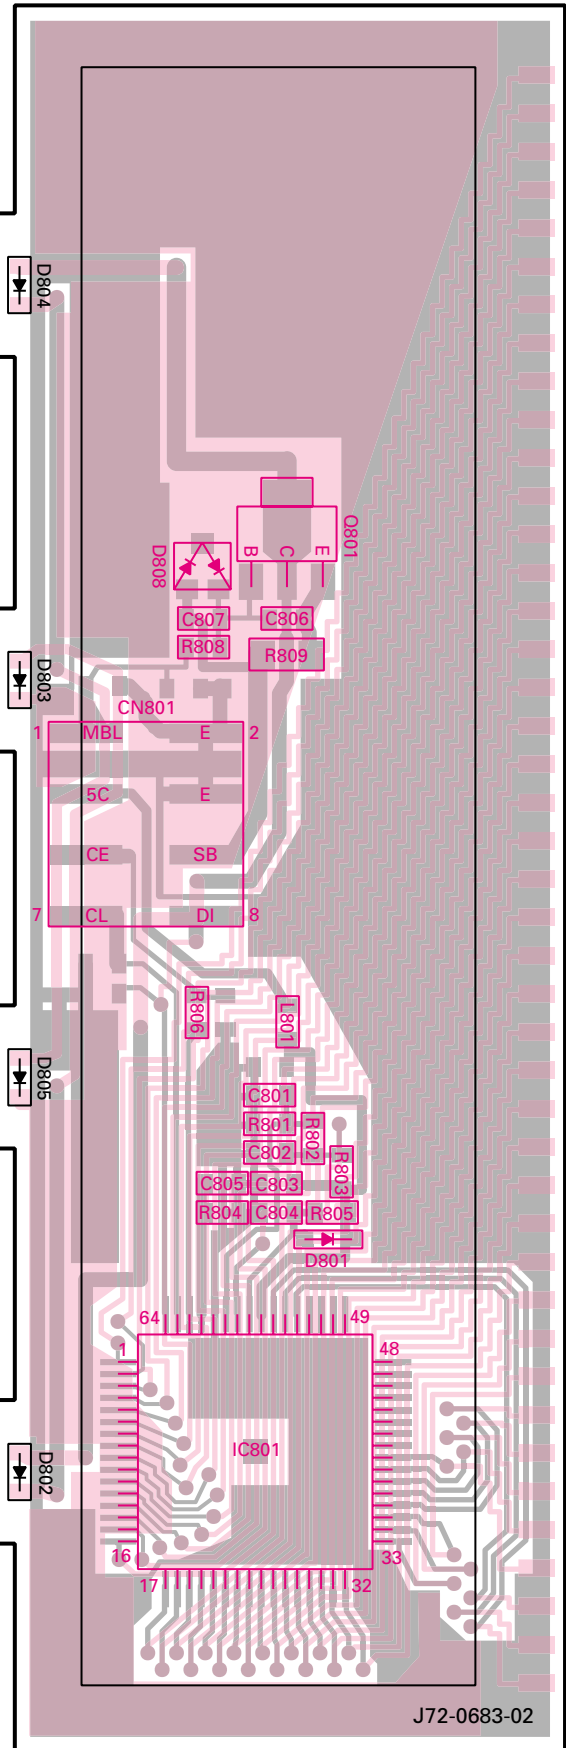 D804
Q801
B C E
D808
C807 C806
R808
R809
D803
CN801
1 MBL E 2
5C E
CE SB
7 CL DI 8
R806
L801
D805
C801
R801
R802
C802
R803
C805 C803
R804 C804 R805
D801
64 49
1 48
IC801
D802
16 33
17 32
J72-0683-02